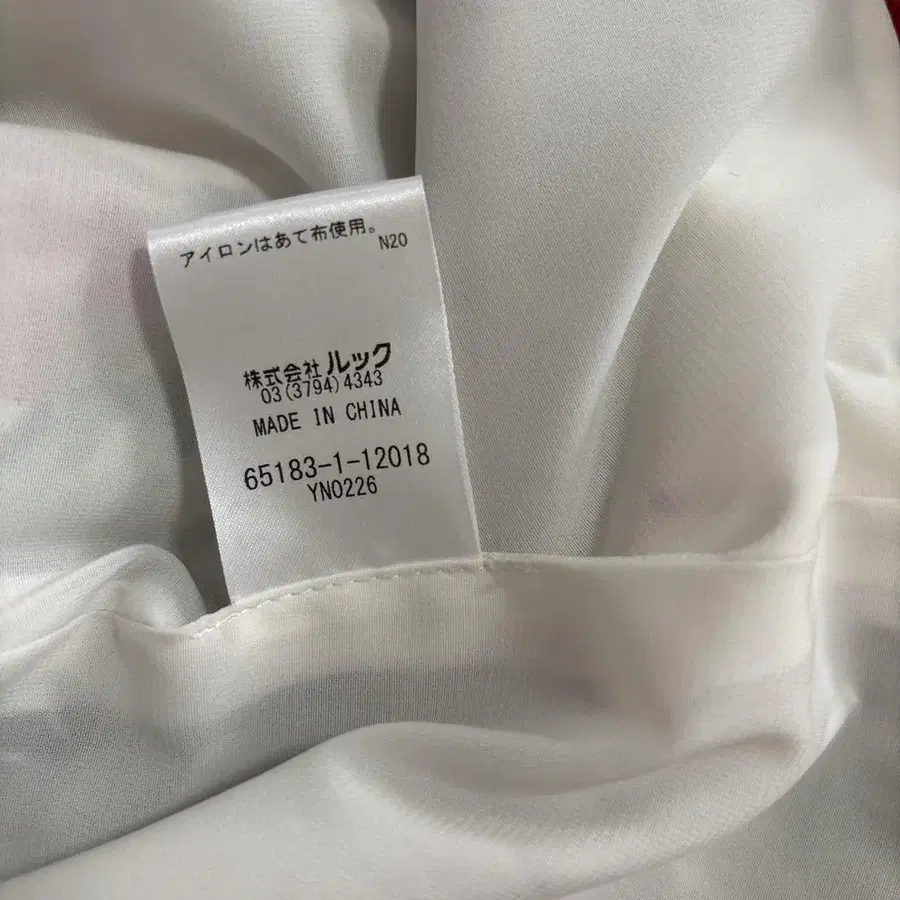 アイロンはあて布使用。
N20
株式会社 ルック
03(3794)4343
MADE IN CHINA
65183-1-12018
YN0226